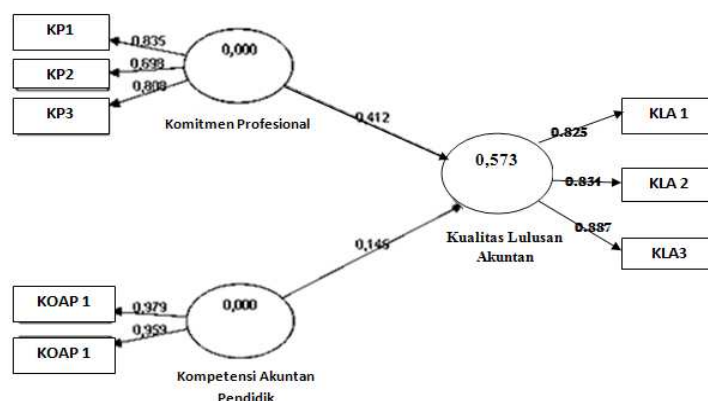 KP1
0.835
KP2
0.698
KP3
0.808
0,000
Komitmen Profesional
0.412
0,573
Kualitas Lulusan
Akuntan
0.825
KLA 1
0.831
KLA 2
0.887
KLA3
0,146
KOAP 1
0,979
KOAP 1
0,959
0,000
Kompetensi Akuntan
Pendidik